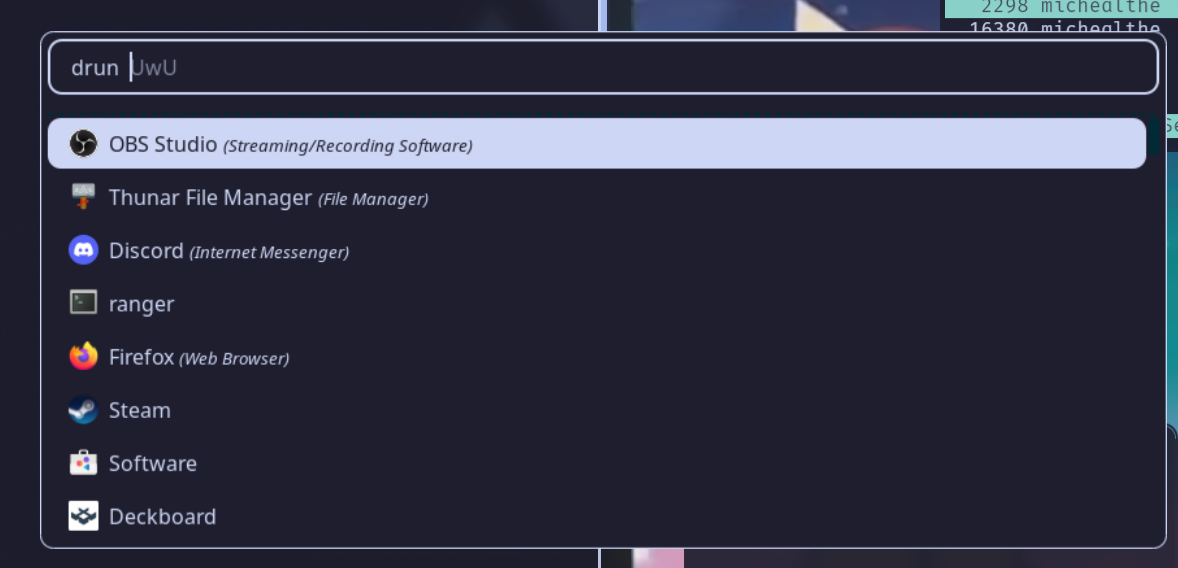 2298 michealthe
16380 michealthe
drun UwU
OBS Studio (Streaming/Recording Software)
Thunar File Manager (File Manager)
Discord (Internet Messenger)
ranger
Firefox (Web Browser)
Steam
Software
Deckboard